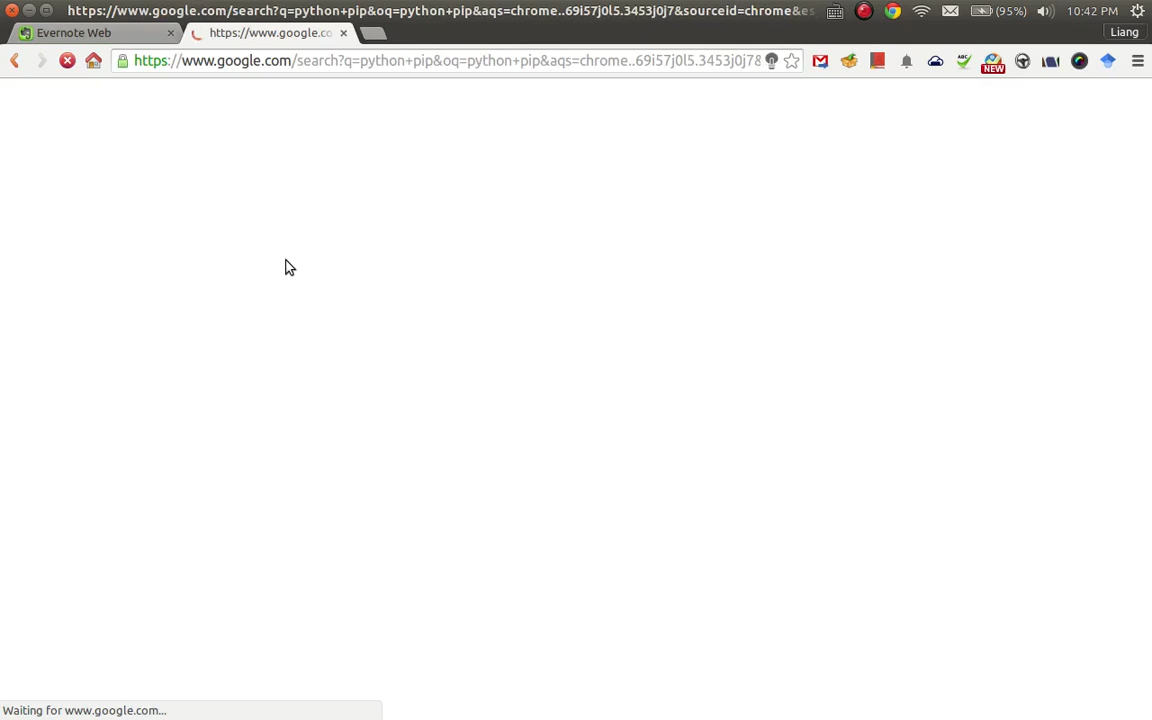 https://www.google.com/search?q=python+pip&oq=python+pip&aqs=chrome..69i57j0l5.3453j0j7&sourceid=chrome&es
(95%)
10:42 PM
Evernote Web
https://www.google.co
Liang
https://www.google.com/search?q=python+pip&oq=python+pip&aqs=chrome..69i57j0l5.3453j0j7&
ABC
NEW
Waiting for www.google.com...